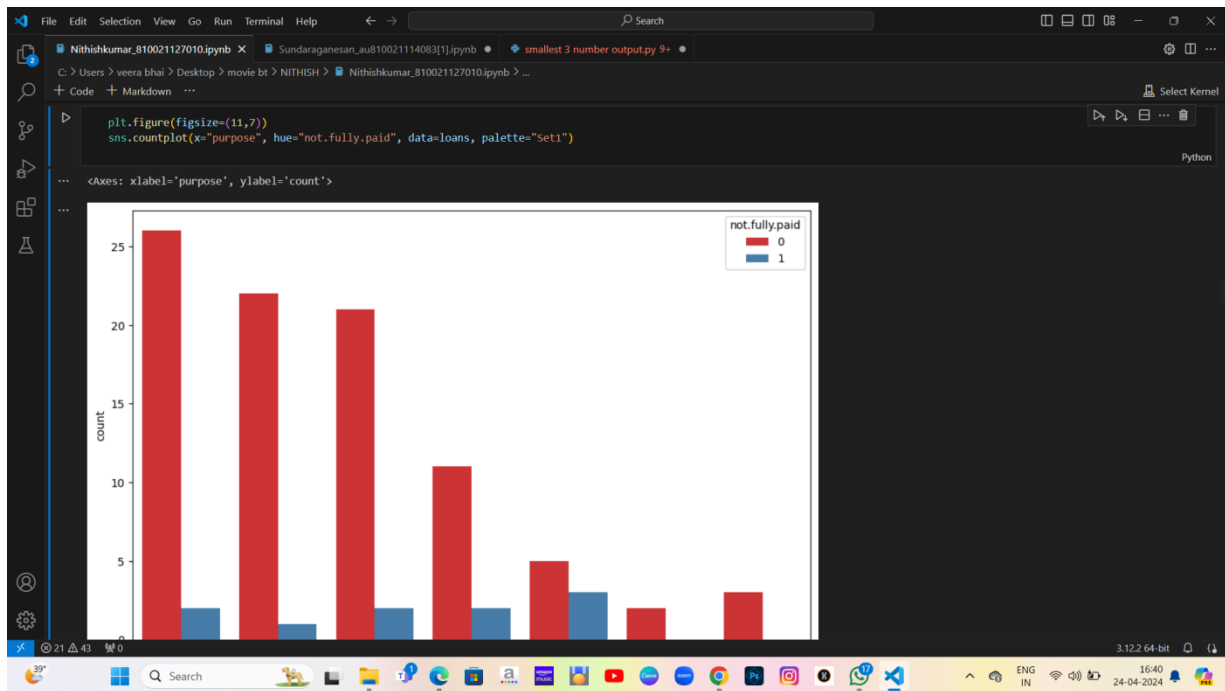 File Edit Selection View Go Run Terminal Help Search
Nithishkumar_810021127010.ipynb Sundaraganesan_au810021114083[1].ipynb smallest 3 number output.py 9+
C: > Users > veera bhai > Desktop > movie bt > NITHISH > Nithishkumar_810021127010.ipynb > ...
+ Code + Markdown ... Select Kernel
plt.figure(figsize=(11,7))
sns.countplot(x="purpose", hue="not.fully.paid", data=loans, palette="Set1")
Python
<Axes: xlabel='purpose', ylabel='count'>
not.fully.paid
0
1
25
20
15
10
5
0
count
2
21 43 0 3.12.2 64-bit
39° Search ENG 16:40
IN 24-04-2024
1 17